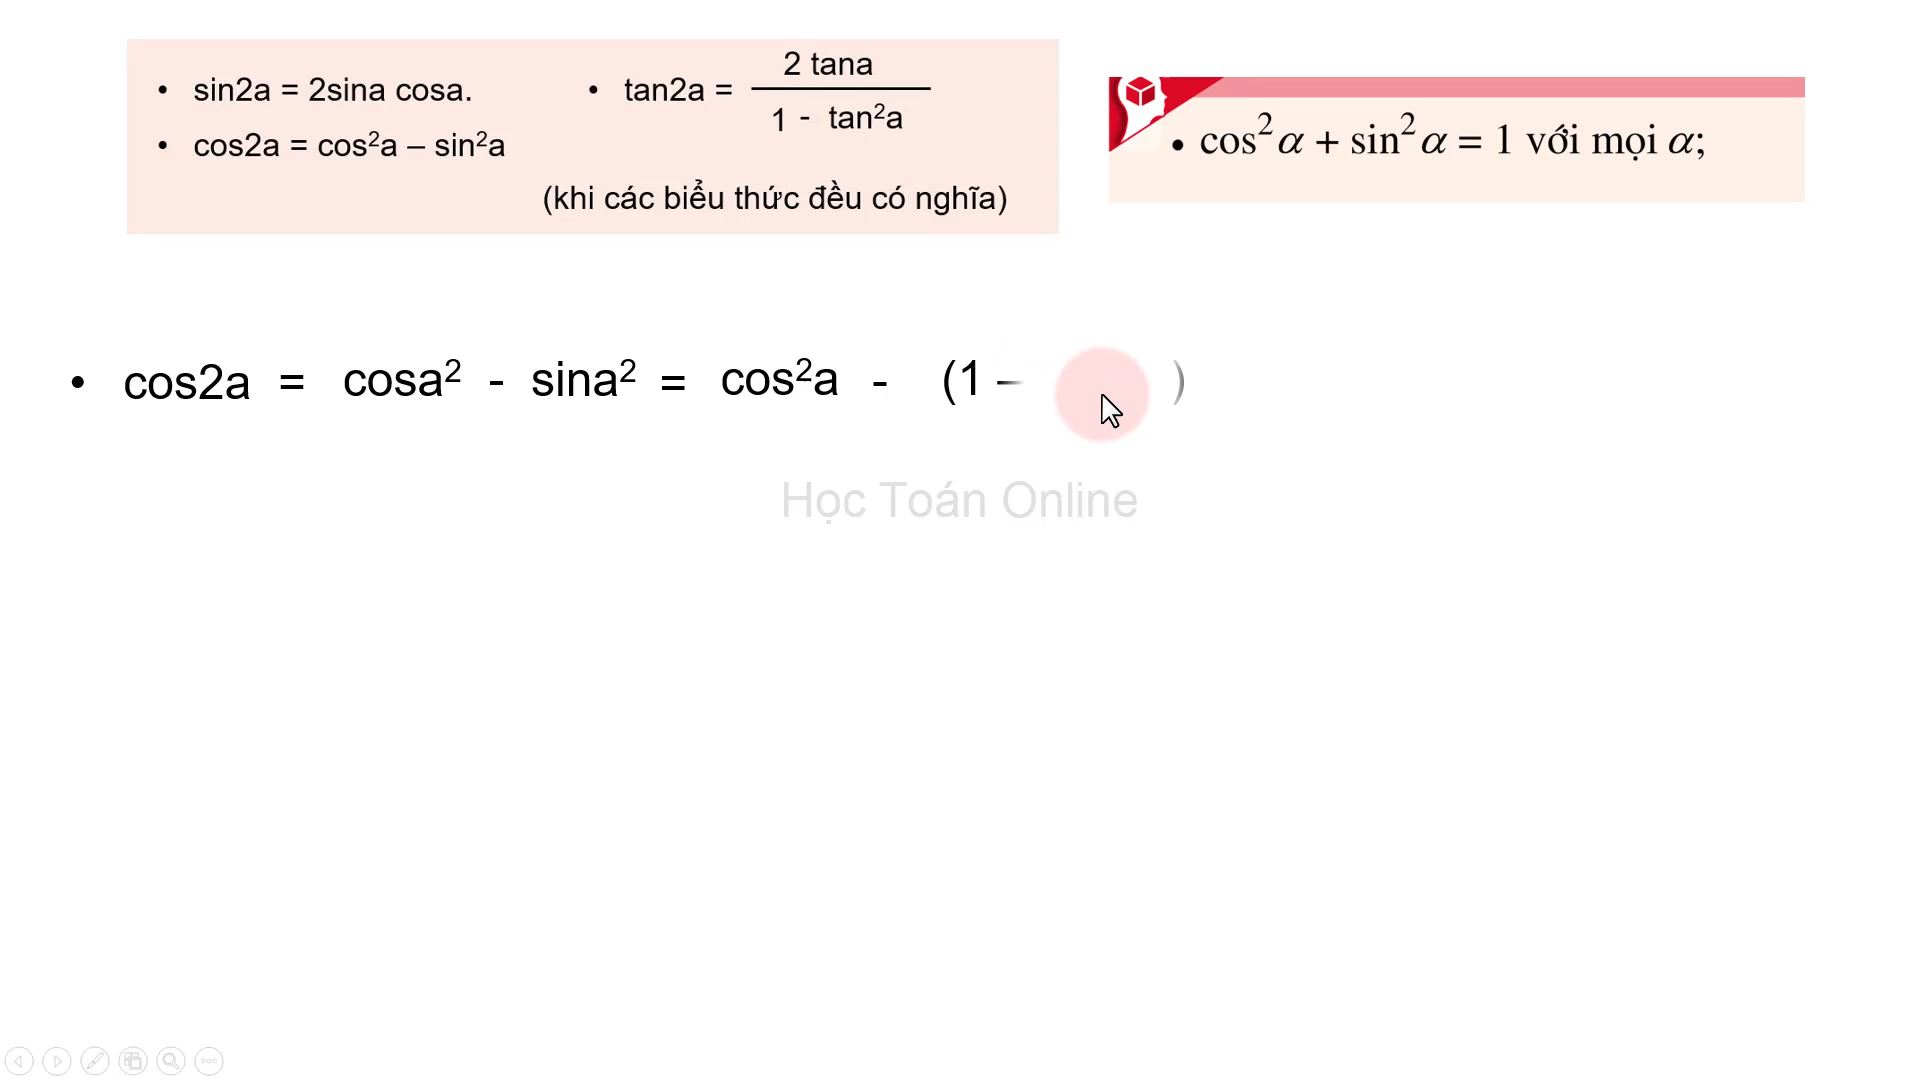 • sin2a = 2sina cosa.
• cos2a = cos²a – sin²a
• tan2a = 2 tana / 1 - tan²a
(khi các biểu thức đều có nghĩa)
• cos²α + sin²α = 1 với mọi α;
• cos2a = cosa² - sina² = cos²a - (1 – )
Học Toán Online